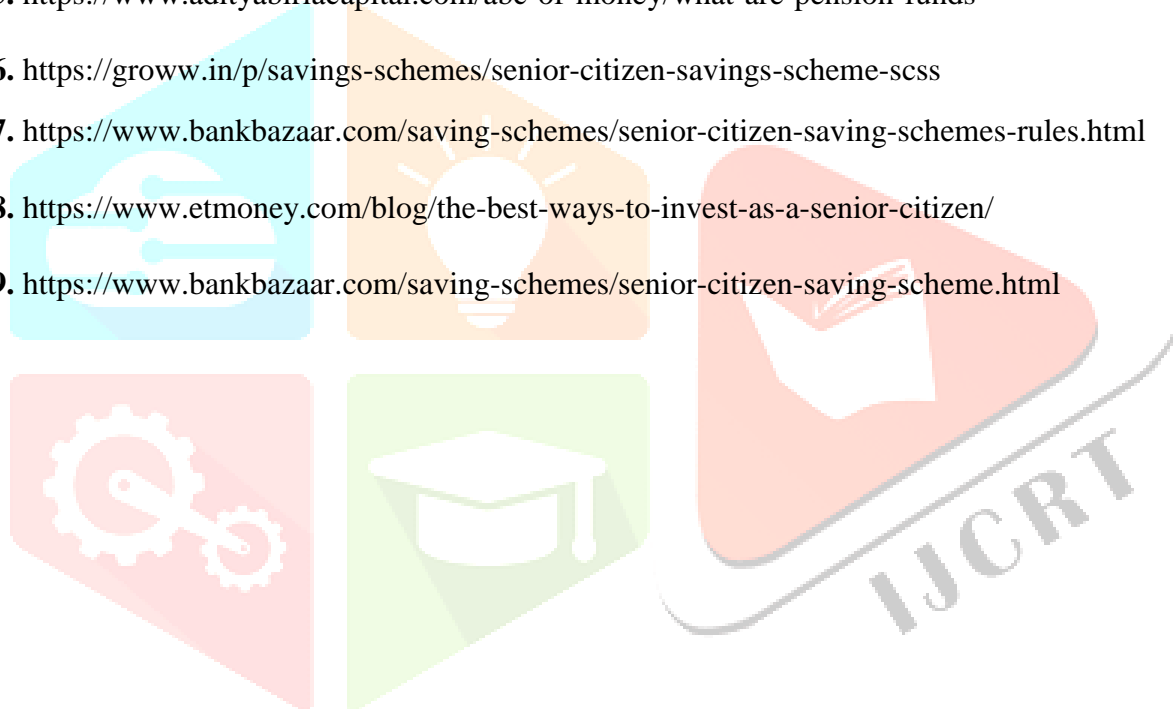 5. https://www.adityabirlacapital.com/abc-of-money/what-are-pension-funds
6. https://groww.in/p/savings-schemes/senior-citizen-savings-scheme-scss
7. https://www.bankbazaar.com/saving-schemes/senior-citizen-saving-schemes-rules.html
8. https://www.etmoney.com/blog/the-best-ways-to-invest-as-a-senior-citizen/
9. https://www.bankbazaar.com/saving-schemes/senior-citizen-saving-scheme.html
IJCRT